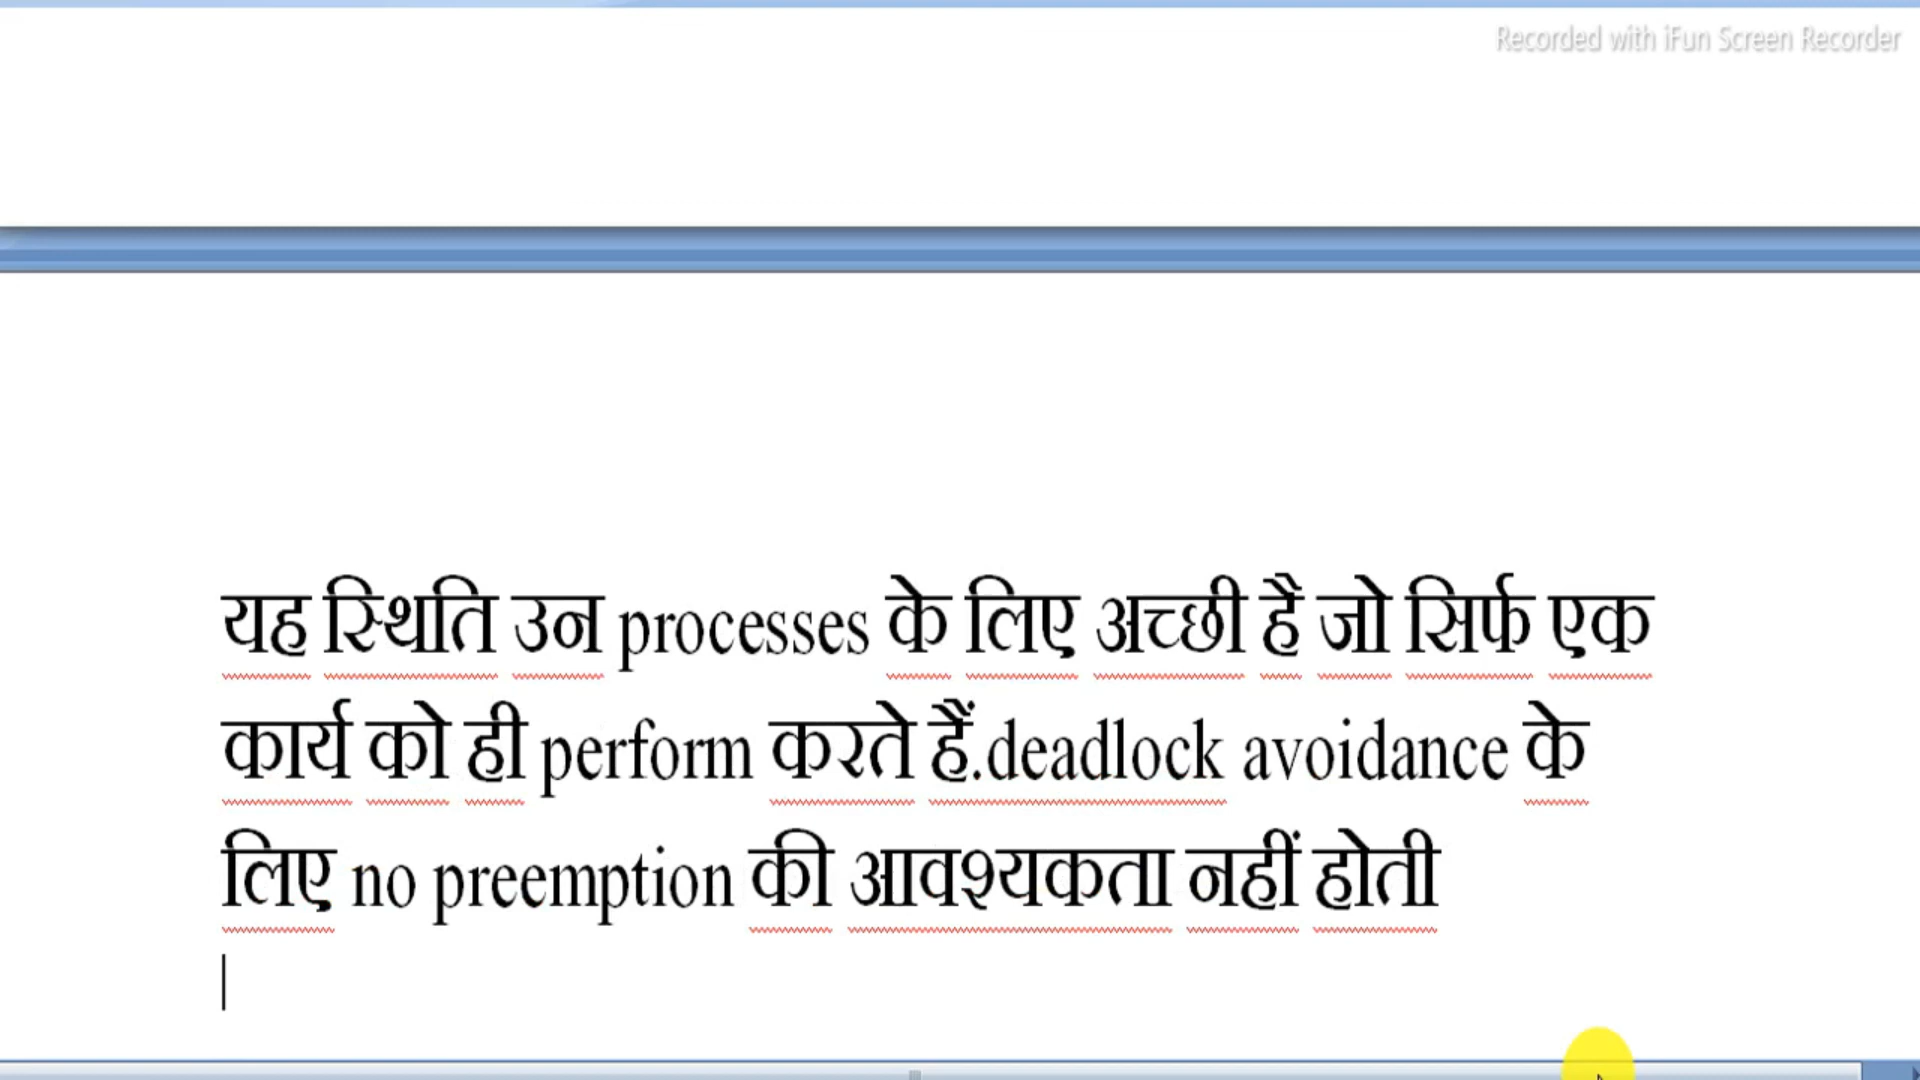 Recorded with iFun Screen Recorder
यह स्थिति उन processes के लिए अच्छी है जो सिर्फ एक
कार्य को ही perform करते हैं.deadlock avoidance के
लिए no preemption की आवश्यकता नहीं होती